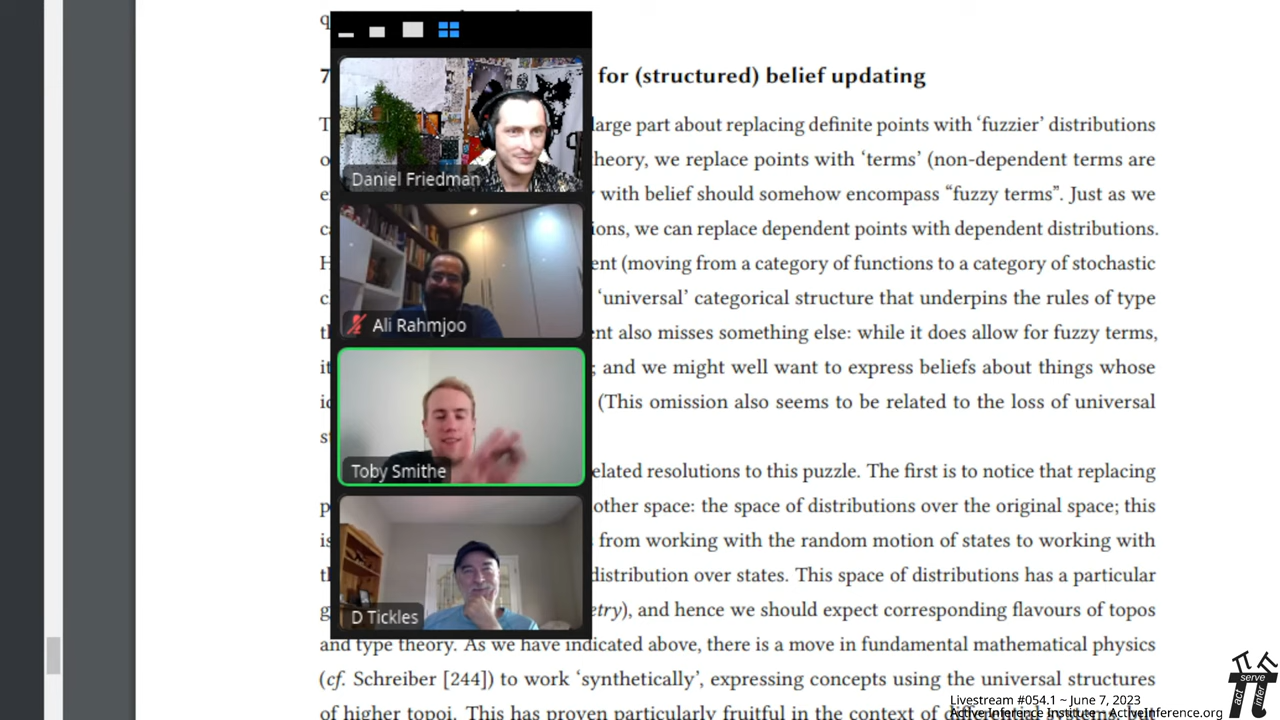 7 for (structured) belief updating
large part about replacing definite points with ‘fuzzier’ distributions
heory, we replace points with ‘terms’ (non-dependent terms are
with belief should somehow encompass “fuzzy terms”. Just as we
ions, we can replace dependent points with dependent distributions.
ent (moving from a category of functions to a category of stochastic
‘universal’ categorical structure that underpins the rules of type
nt also misses something else: while it does allow for fuzzy terms,
it ; and we might well want to express beliefs about things whose
(This omission also seems to be related to the loss of universal
elated resolutions to this puzzle. The first is to notice that replacing
other space: the space of distributions over the original space; this
is from working with the random motion of states to working with
distribution over states. This space of distributions has a particular
etry), and hence we should expect corresponding flavours of topos
and type theory. As we have indicated above, there is a move in fundamental mathematical physics
(cf. Schreiber [244]) to work ‘synthetically’, expressing concepts using the universal structures
of higher topoi. This has proven particularly fruitful in the context of
Daniel Friedman
Ali Rahmjoo
Toby Smithe
D Tickles
Livestream #054.1 ~ June 7, 2023
Active Inference Institute ~ ActiveInference.org
act
serve
infer